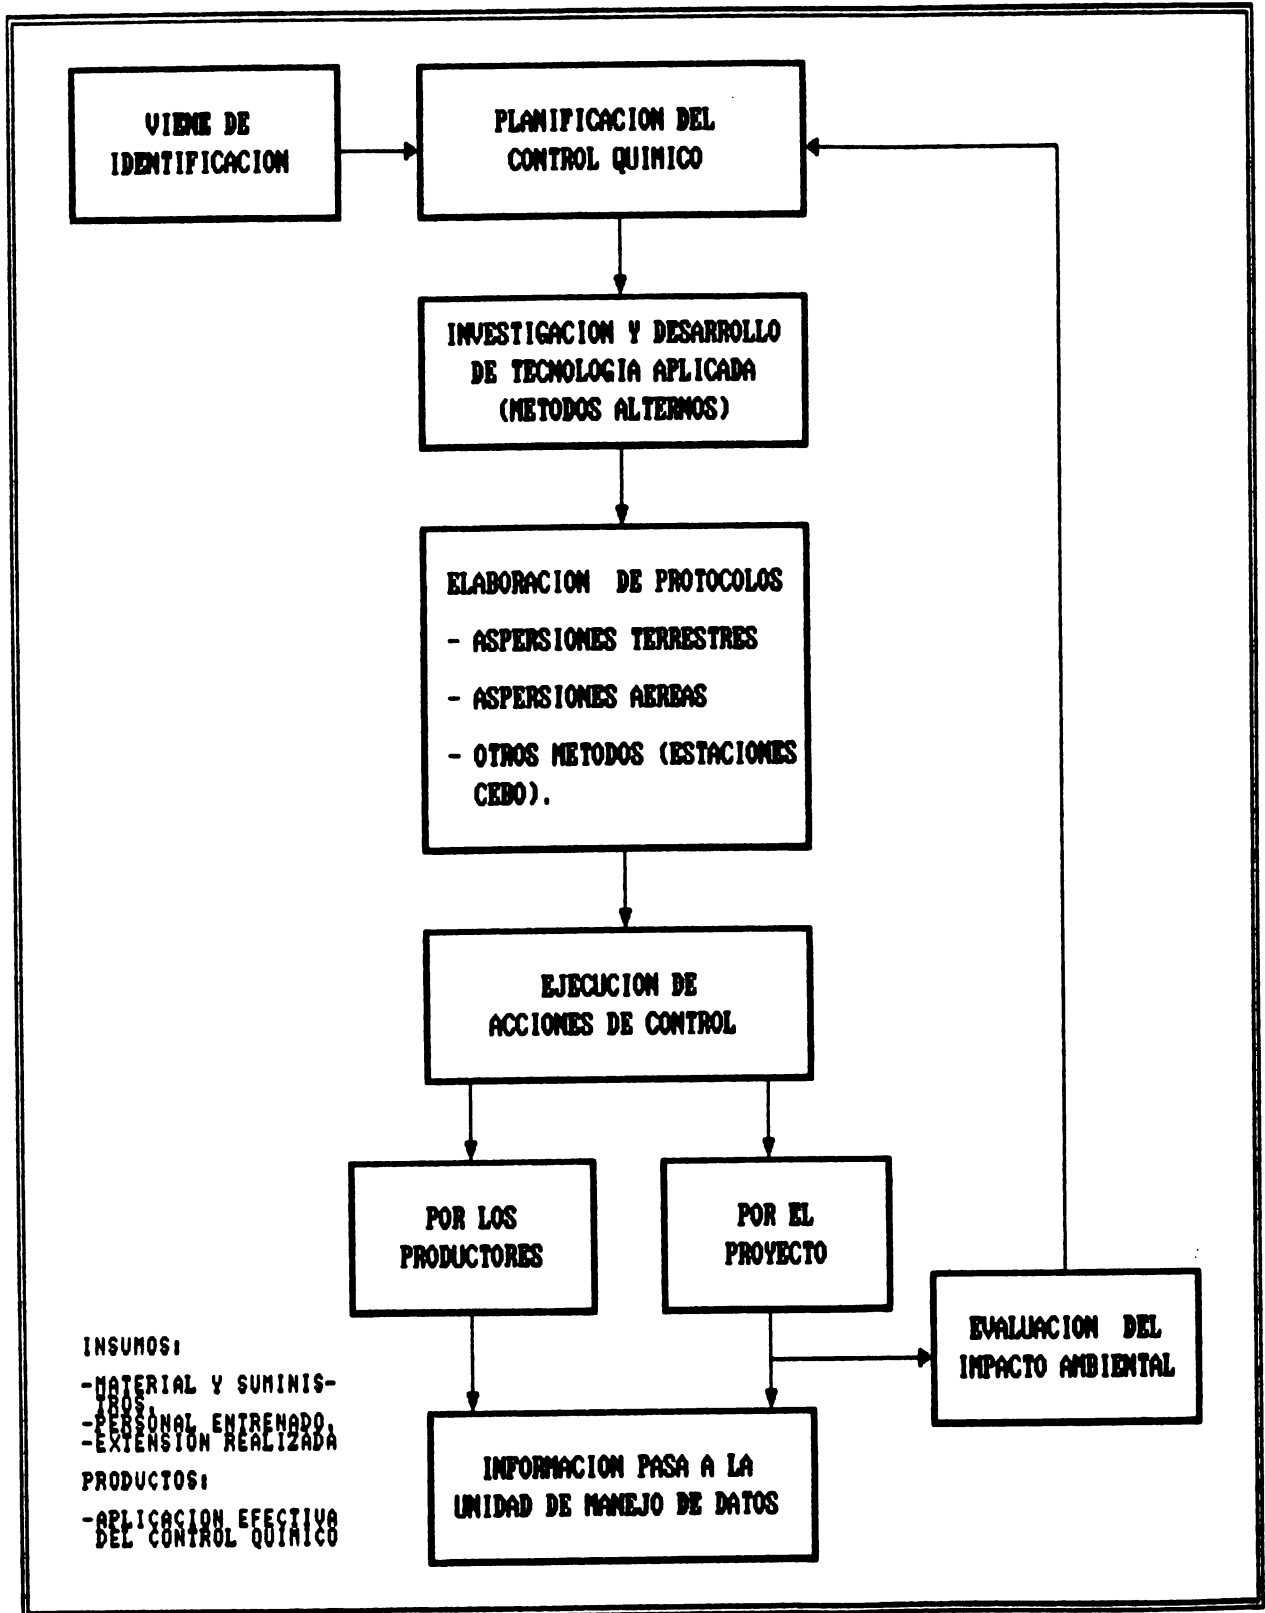 VIENE DE
IDENTIFICACION
PLANIFICACION DEL
CONTROL QUIMICO
INVESTIGACION Y DESARROLLO
DE TECNOLOGIA APLICADA
(METODOS ALTERNOS)
ELABORACION DE PROTOCOLOS
- ASPERSIONES TERRESTRES
- ASPERSIONES AEREAS
- OTROS METODOS (ESTACIONES
CEBO).
EJECUCION DE
ACCIONES DE CONTROL
POR LOS
PRODUCTORES
POR EL
PROYECTO
EVALUACION DEL
IMPACTO AMBIENTAL
INFORMACION PASA A LA
UNIDAD DE MANEJO DE DATOS
INSUMOS:
-MATERIAL Y SUMINIS-
TROS.
-PERSONAL ENTRENADO.
-EXTENSION REALIZADA
PRODUCTOS:
-APLICACION EFECTIVA
DEL CONTROL QUIMICO